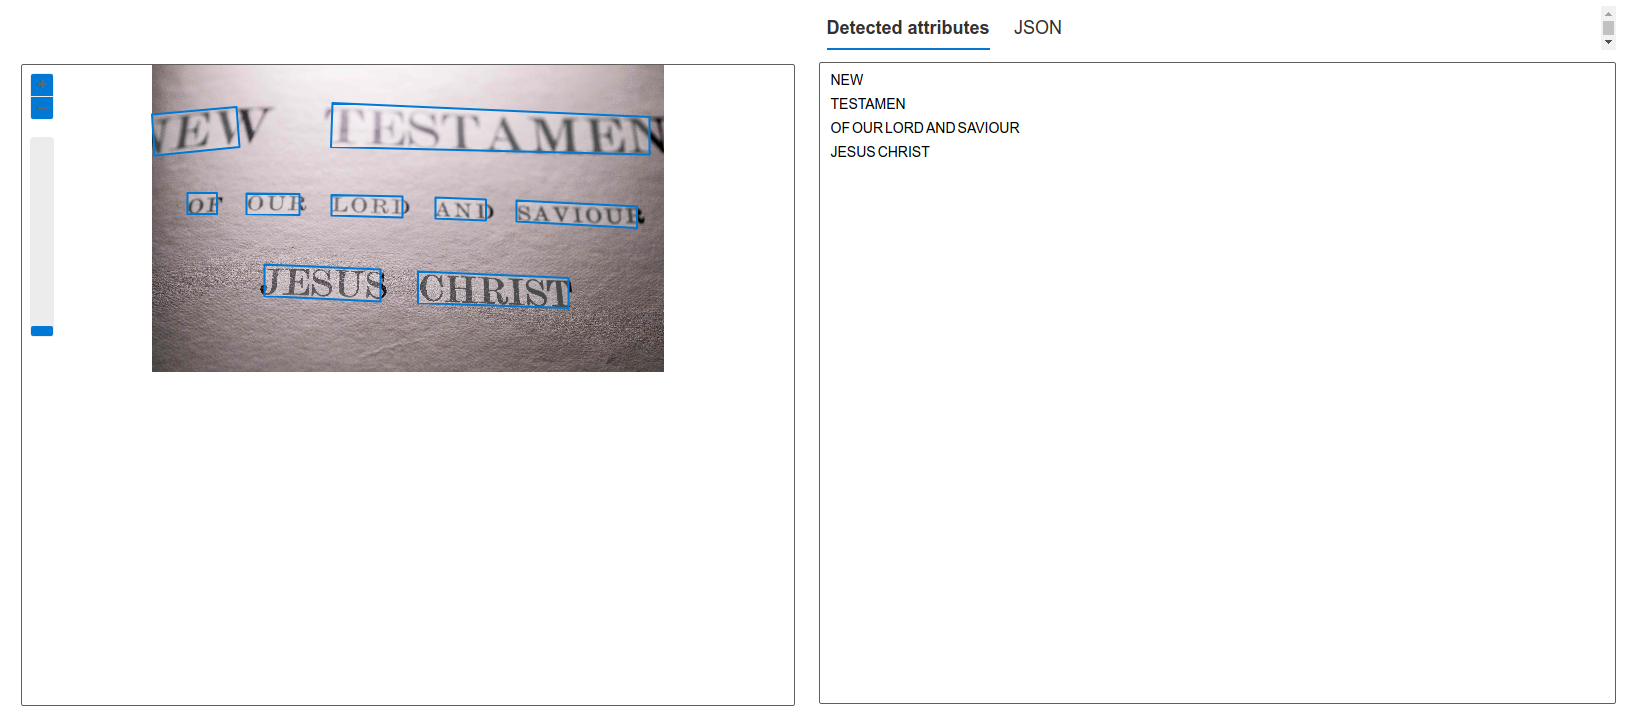 Detected attributes JSON
NEW TESTAMEN
OF OUR LORD AND SAVIOUR
JESUS CHRIST
NEW
TESTAMEN
OF OUR LORD AND SAVIOUR
JESUS CHRIST